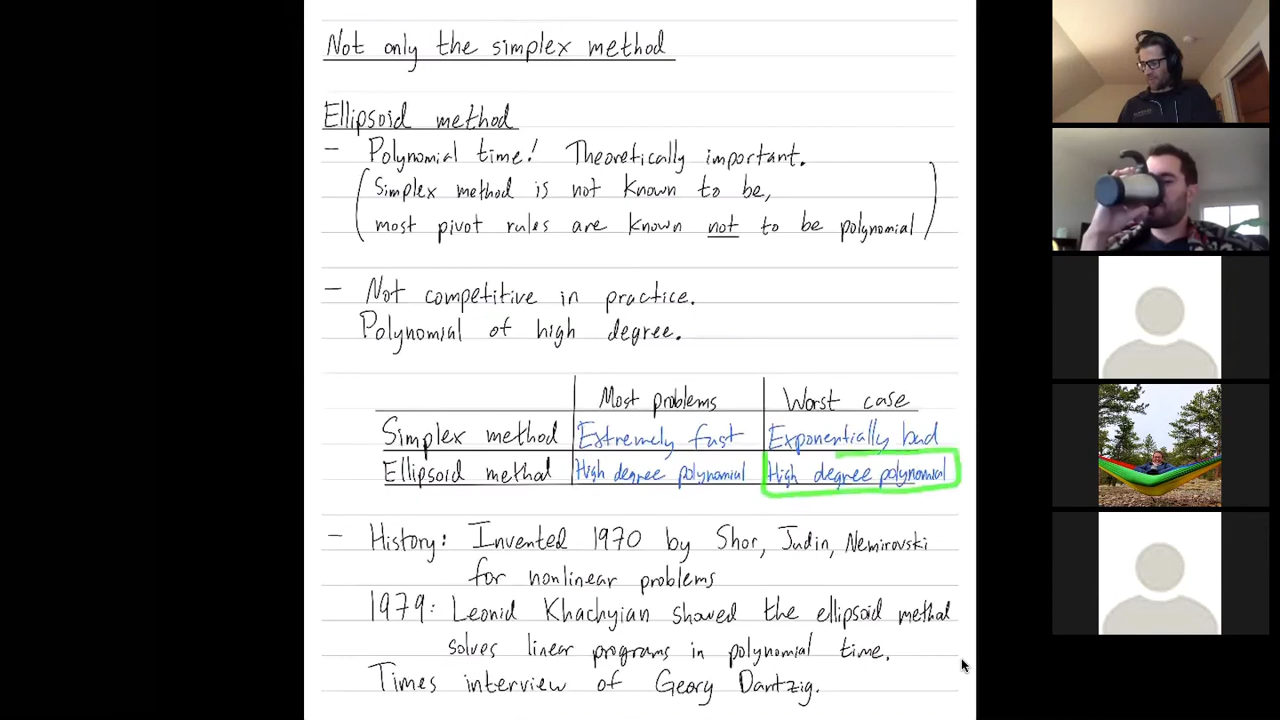 Not only the simplex method
Ellipsoid method
- Polynomial time! Theoretically important.
(Simplex method is not known to be,
most pivot rules are known not to be polynomial)
- Not competitive in practice.
Polynomial of high degree.
Most problems Worst case
Simplex method Extremely fast Exponentially bad
Ellipsoid method High degree polynomial High degree polynomial
- History: Invented 1970 by Shor, Judin, Nemirovski
for nonlinear problems
1979: Leonid Khachyian showed the ellipsoid method
solves linear programs in polynomial time.
Times interview of Georg Dantzig.